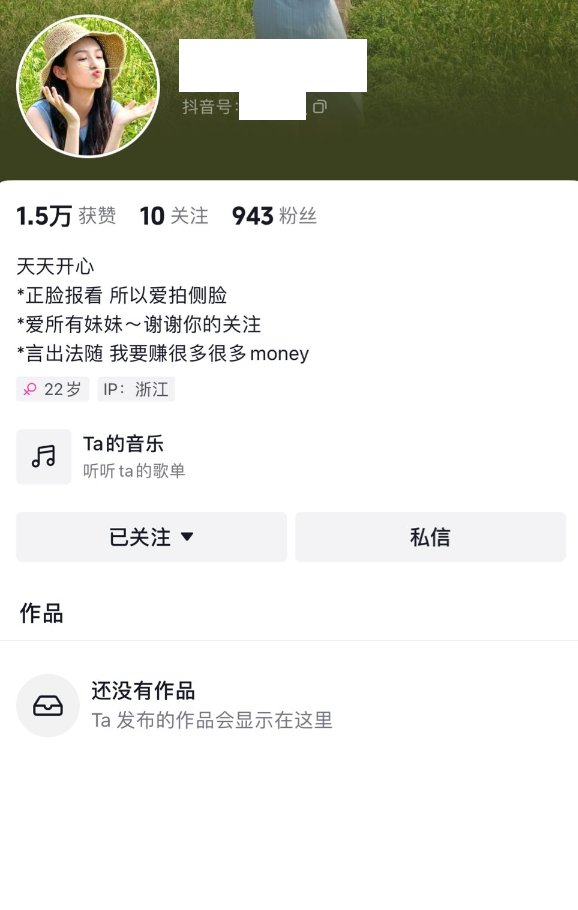 抖音号:
1.5万 获赞 10 关注 943 粉丝
天天开心
*正脸报看 所以爱拍侧脸
*爱所有妹妹～谢谢你的关注
*言出法随 我要赚很多很多money
22岁 IP：浙江
Ta的音乐
听听ta的歌单
已关注 私信
作品
还没有作品
Ta 发布的作品会显示在这里